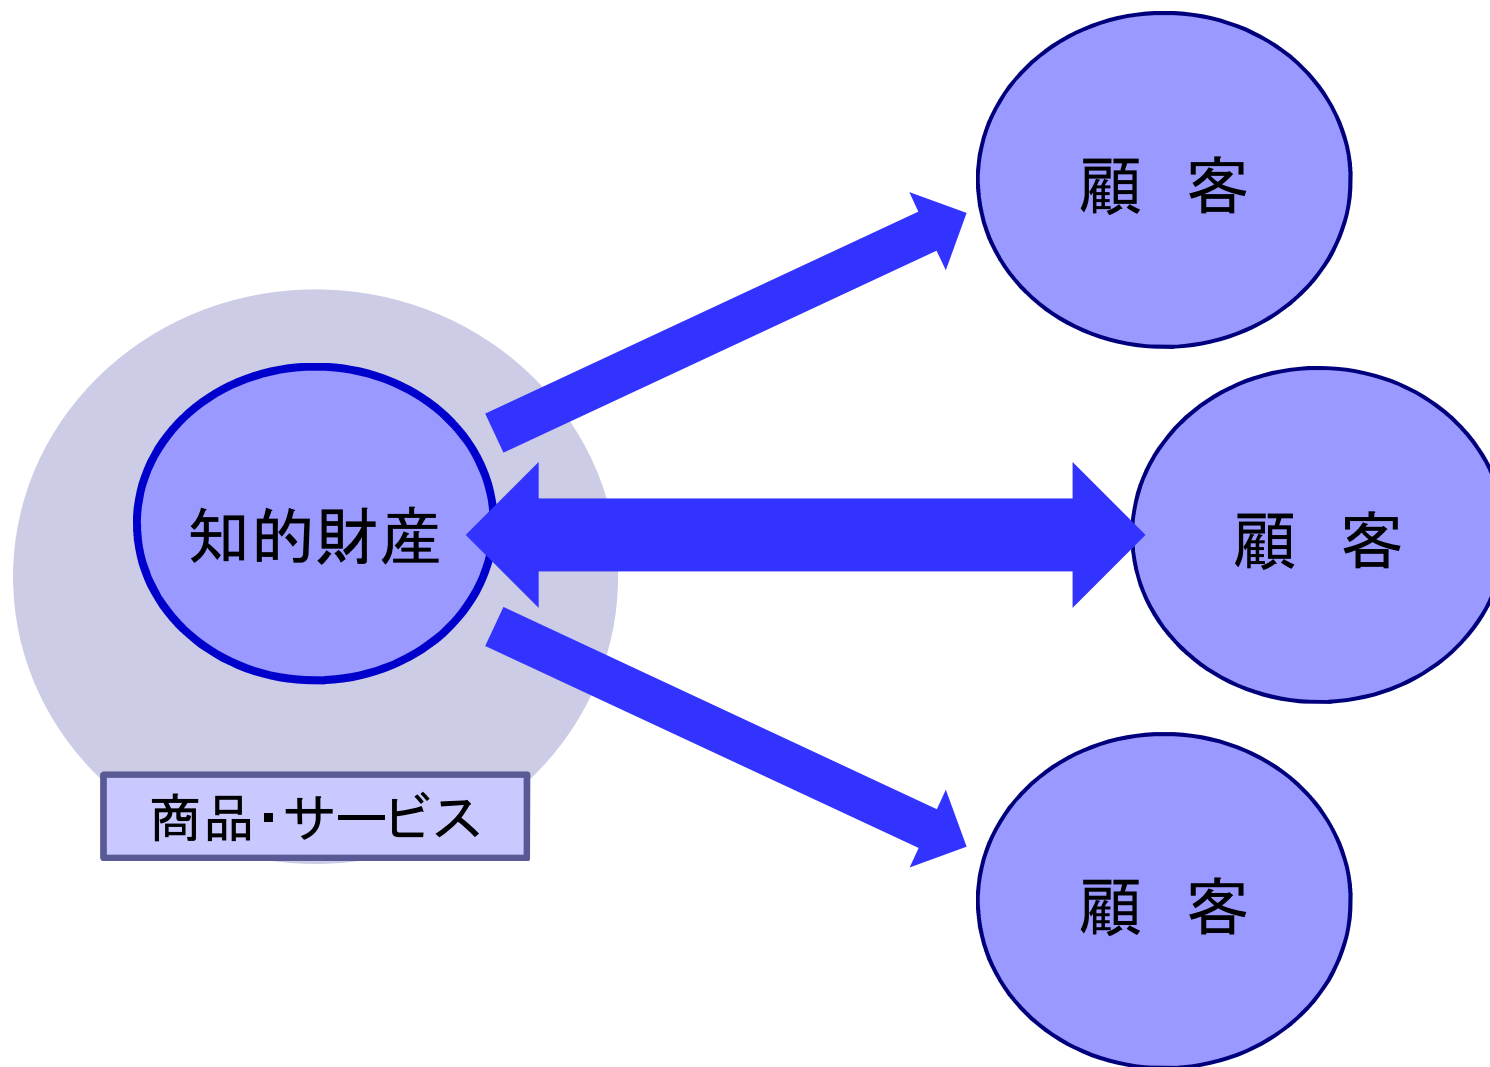 顧　客
知的財産
顧　客
商品・サービス
顧　客